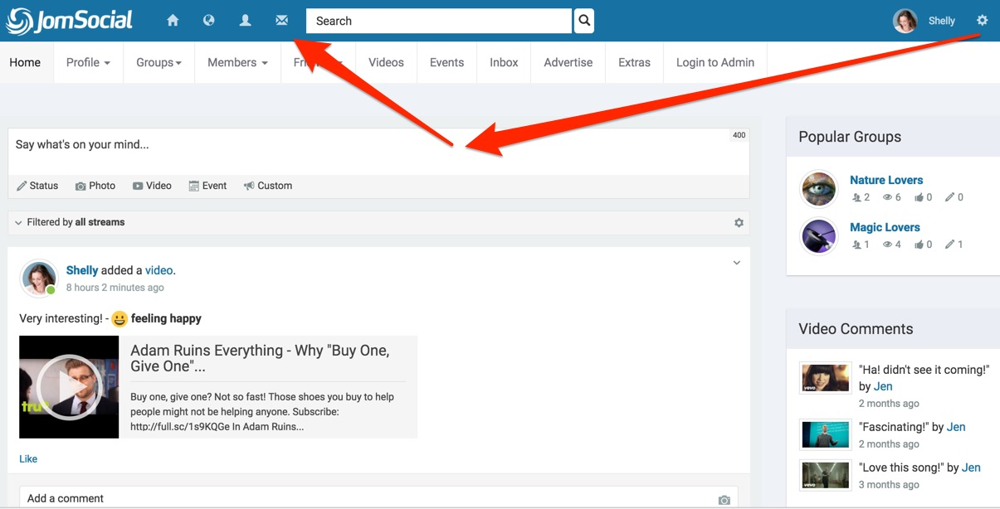 JomSocial
Search
Shelly
Home
Profile
Groups
Members
Videos
Events
Inbox
Advertise
Extras
Login to Admin
Say what's on your mind...
400
Status
Photo
Video
Event
Custom
Filtered by all streams
Shelly added a video.
8 hours 2 minutes ago
Very interesting! - feeling happy
Adam Ruins Everything - Why "Buy One,
Give One"...
Buy one, give one? Not so fast! Those shoes you buy to help
people might not be helping anyone. Subscribe:
http://full.sc/1s9KQGe In Adam Ruins...
tru
Like
Add a comment
Popular Groups
Nature Lovers
2 6 0 0
Magic Lovers
1 4 0 1
Video Comments
"Ha! didn't see it coming!"
by Jen
2 months ago
vevo
"Fascinating!" by Jen
2 months ago
"Love this song!" by Jen
3 months ago
vevo